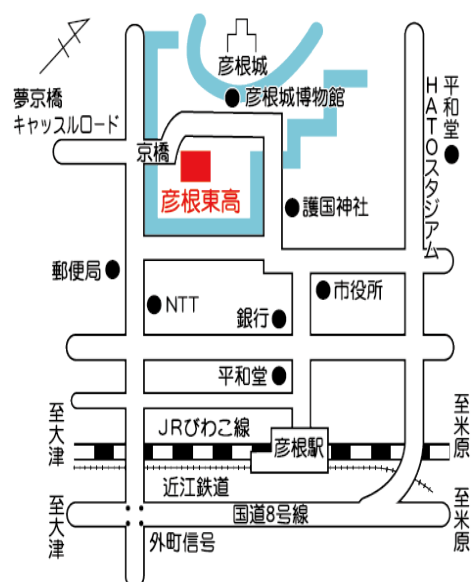 彦根城
彦根城博物館
夢京橋
キャッスルロード
京橋
彦根東高
護国神社
平和堂
HATOスタジアム
郵便局
NTT
銀行
市役所
平和堂
至大津
JRびわこ線
彦根駅
至米原
近江鉄道
至大津
国道8号線
至米原
外町信号